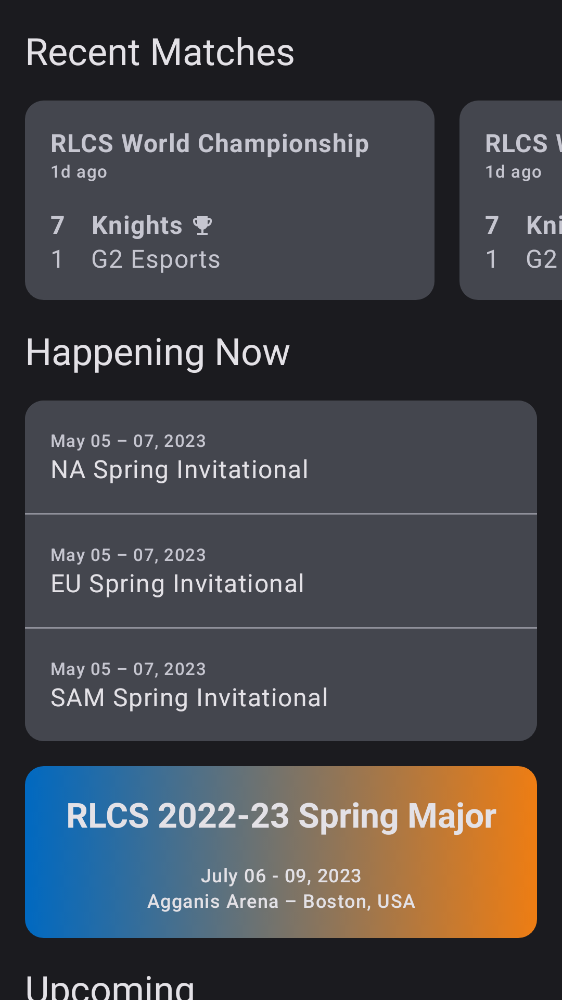 Recent Matches
RLCS World Championship
1d ago
7 Knights
1 G2 Esports
RLCS
1d ago
7
1 G2
Happening Now
May 05 – 07, 2023
NA Spring Invitational
May 05 – 07, 2023
EU Spring Invitational
May 05 – 07, 2023
SAM Spring Invitational
RLCS 2022-23 Spring Major
July 06 - 09, 2023
Agganis Arena – Boston, USA
Upcoming